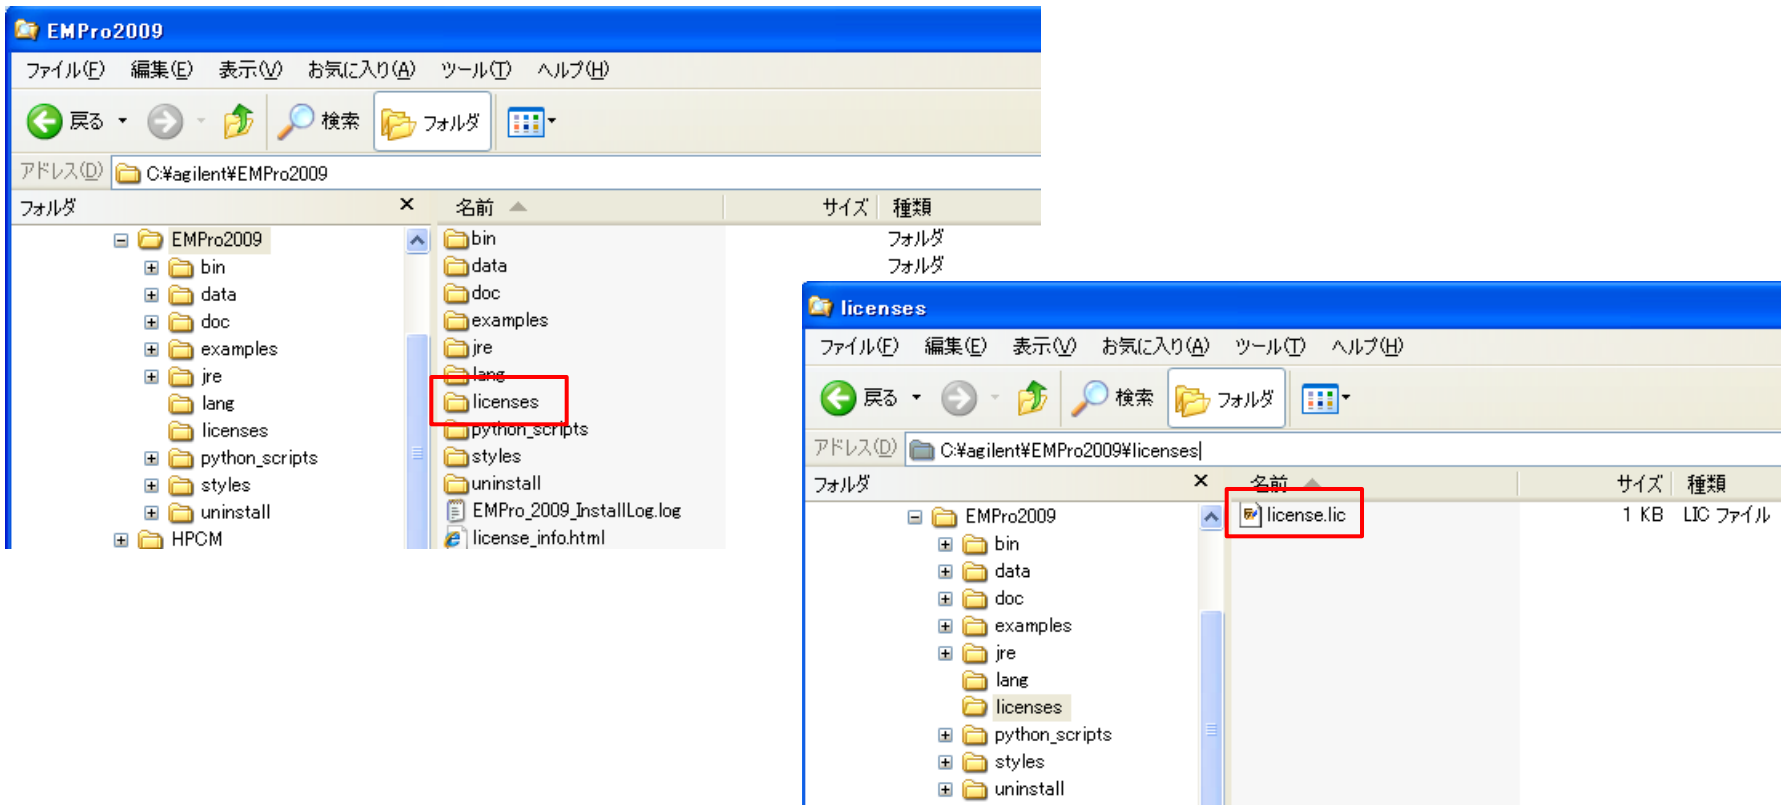 EMPro2009
ファイル(F) 編集(E) 表示(V) お気に入り(A) ツール(T) ヘルプ(H)
戻る 検索 フォルダ
アドレス(D) C:¥agilent¥EMPro2009
フォルダ × 名前 サイズ 種類
EMPro2009
bin
data
doc
examples
jre
lang
licenses
python_scripts
styles
uninstall
HPCM
bin フォルダ
data フォルダ
doc
examples
jre
lang
licenses
python_scripts
styles
uninstall
EMPro_2009_InstallLog.log
license_info.html
licenses
ファイル(F) 編集(E) 表示(V) お気に入り(A) ツール(T) ヘルプ(H)
戻る 検索 フォルダ
アドレス(D) C:¥agilent¥EMPro2009¥licenses
フォルダ × 名前 サイズ 種類
EMPro2009
bin
data
doc
examples
jre
lang
licenses
python_scripts
styles
uninstall
license.lic 1 KB LIC ファイル